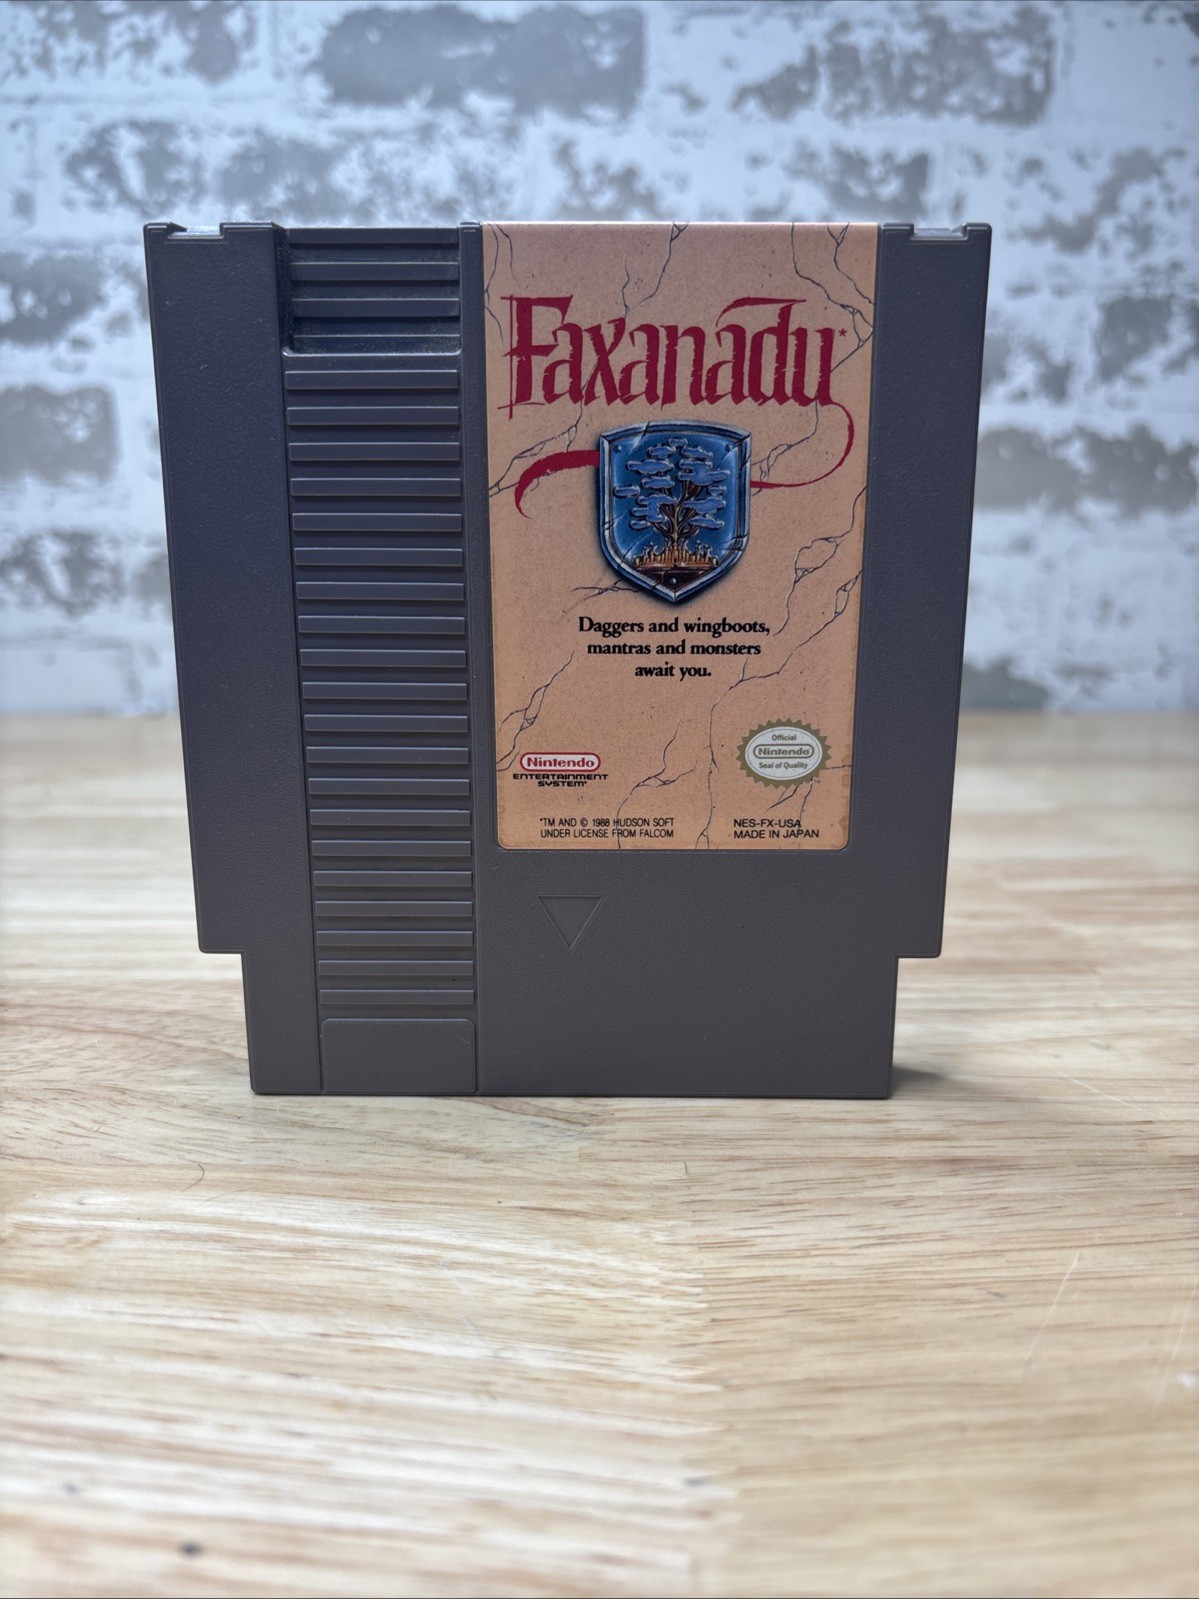 Faxanadu*
Daggers and wingboots,
mantras and monsters
await you.
Nintendo
ENTERTAINMENT
SYSTEM®
Official
Nintendo
Seal of Quality
*TM AND © 1988 HUDSON SOFT
UNDER LICENSE FROM FALCOM
NES-FX-USA
MADE IN JAPAN